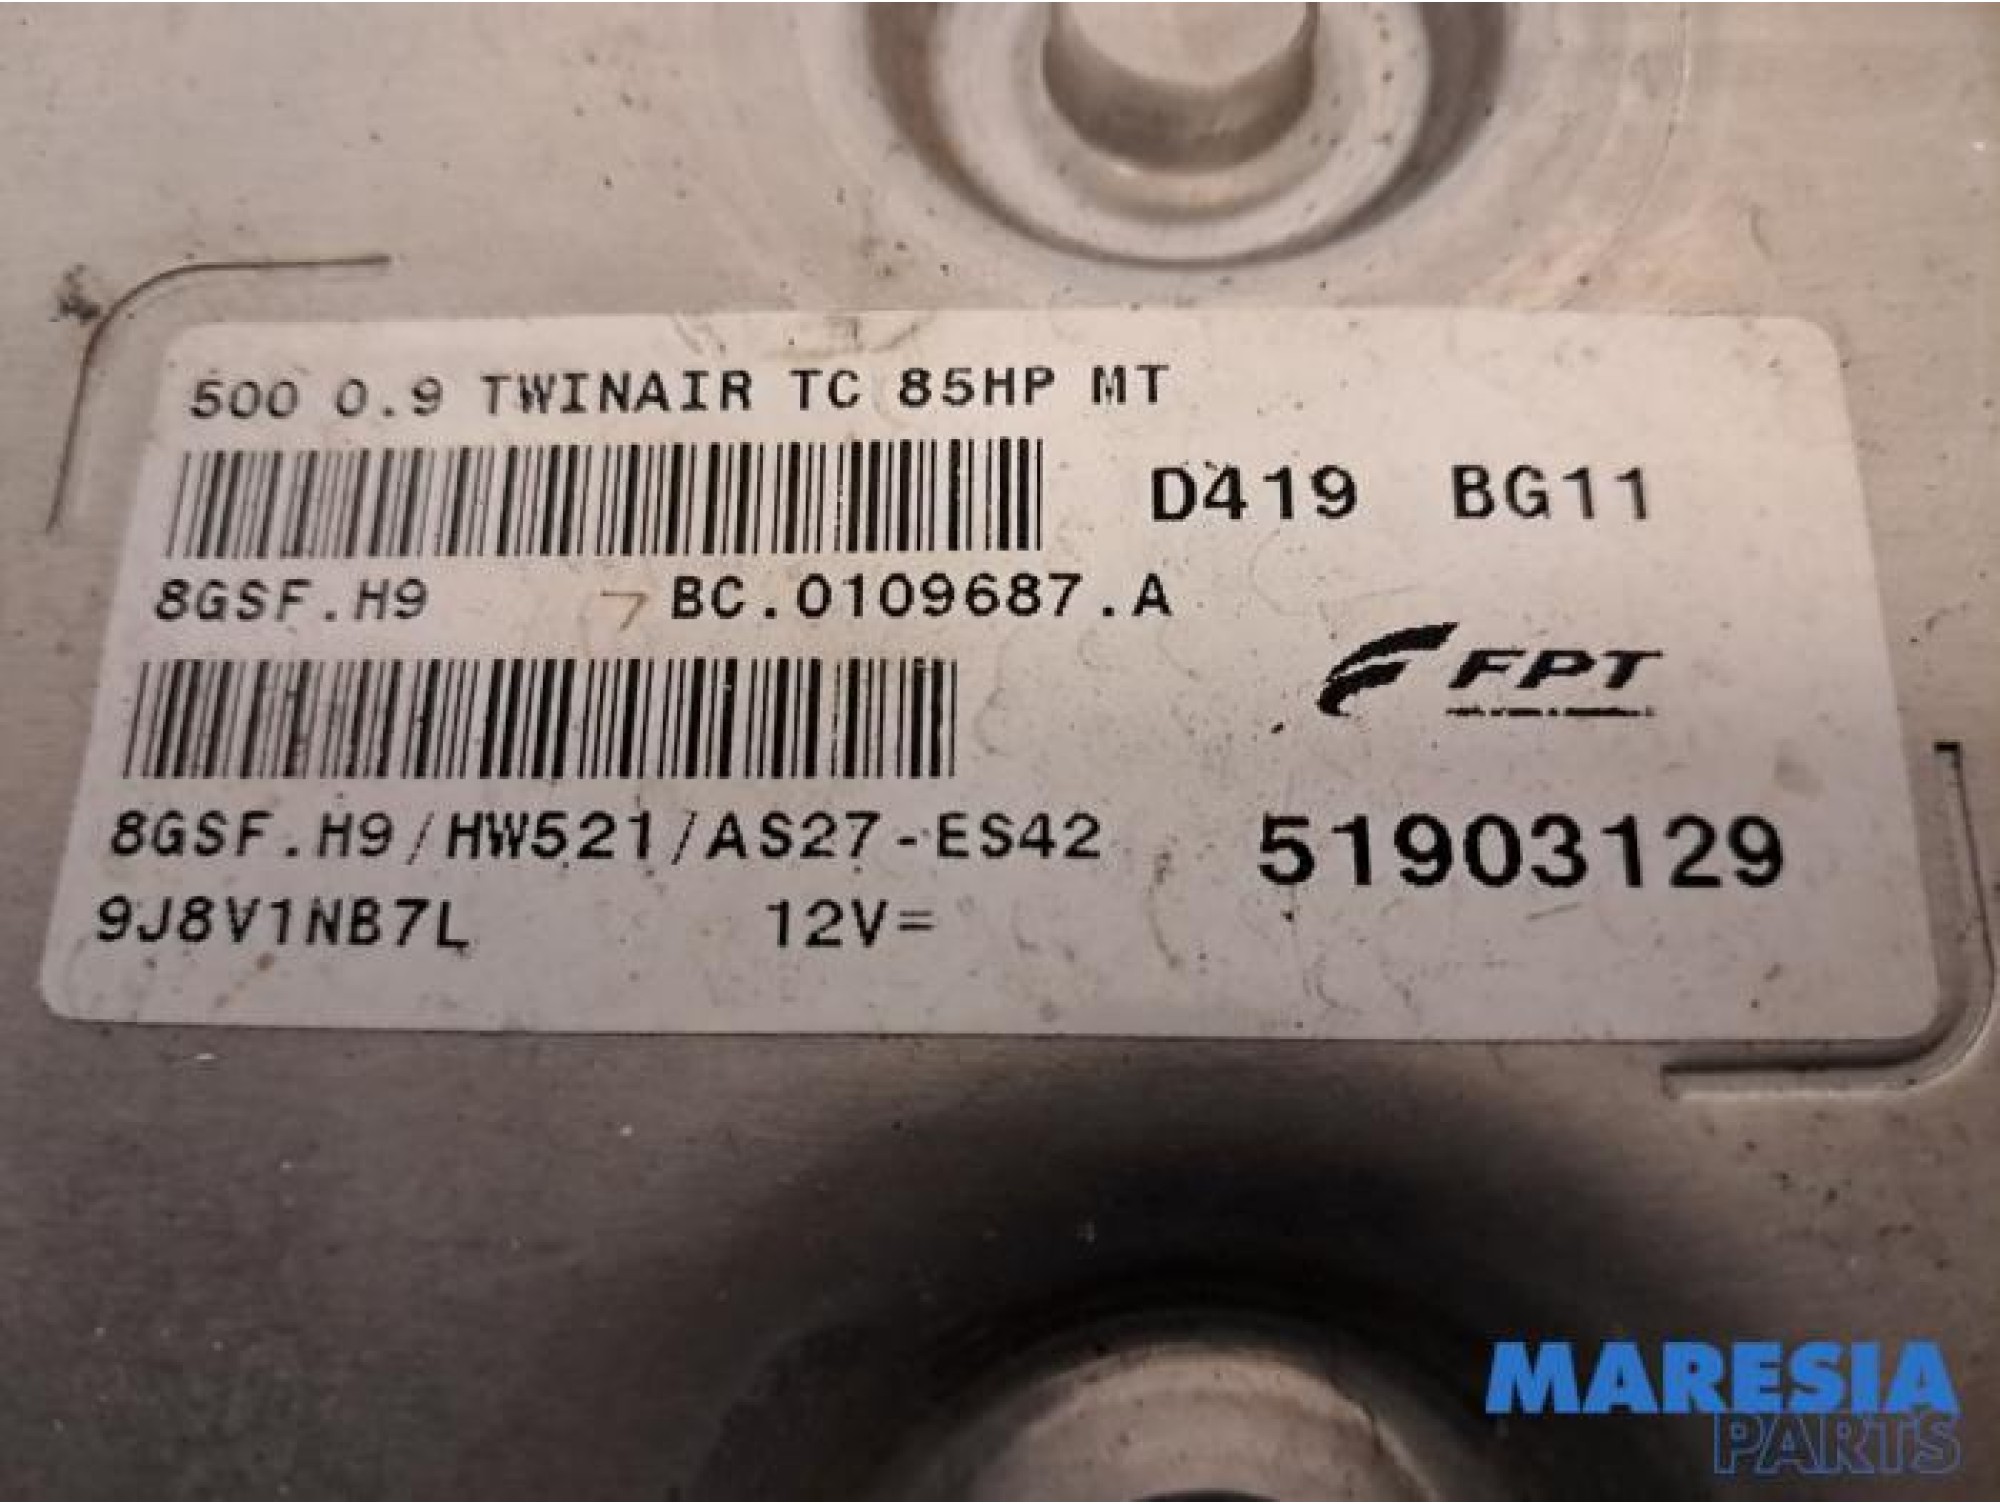 500 0.9 TWINAIR TC 85HP MT
D419 BG11
8GSF.H9 BC.0109687.A
FPT
8GSF.H9/HW521/AS27-ES42
51903129
9J8V1NB7L 12V=
MARESIA
PARTS